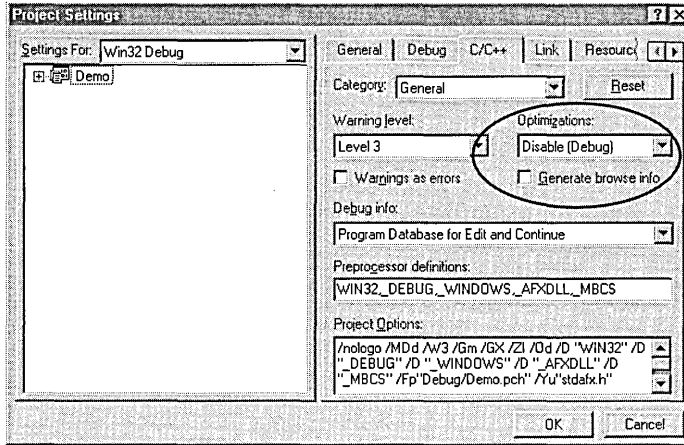 Project Settings
Settings For: Win32 Debug
Demo
General Debug C/C++ Link Resourc
Category: General Reset
Warning level: Optimizations:
Level 3 Disable (Debug)
Warnings as errors Generate browse info
Debug info:
Program Database for Edit and Continue
Preprocessor definitions:
WIN32,_DEBUG,_WINDOWS,_AFXDLL,_MBCS
Project Options:
/nologo /MDd /W3 /Gm /GX /ZI /Od /D "WIN32" /D
"_DEBUG" /D "_WINDOWS" /D "_AFXDLL" /D
"_MBCS" /Fp"Debug/Demo.pch" /Yu"stdafx.h"
OK Cancel